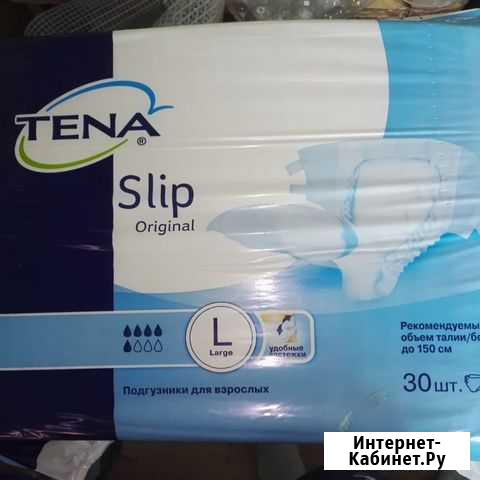 TENA
®
Slip
Original
L
Large
удобные
застежки
Рекомендуемы
объем талии/бе
до 150 см
Подгузники для взрослых
30 шт.
Интернет-
Кабинет.Ру